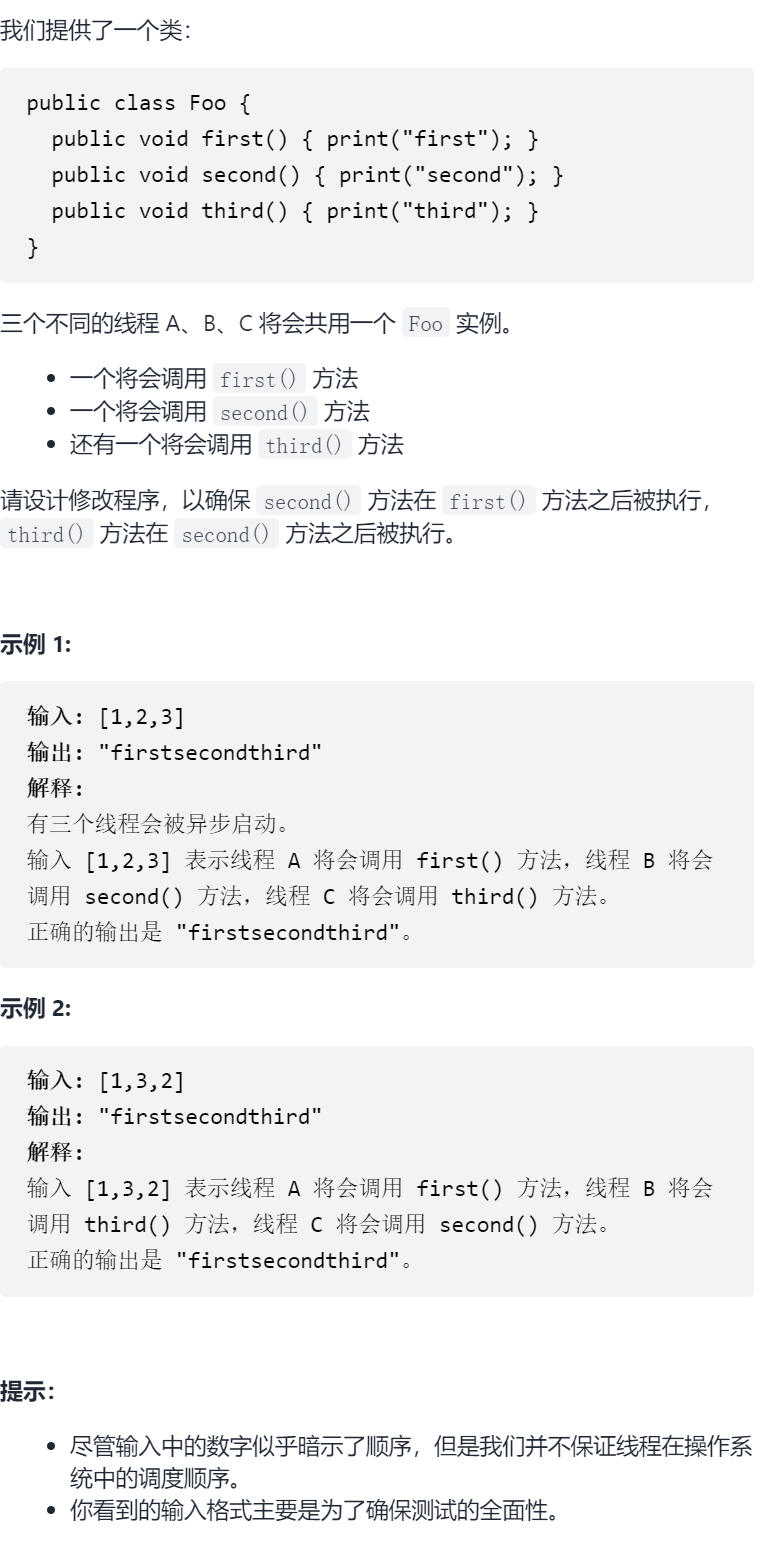 我们提供了一个类：
public class Foo {
  public void first() { print("first"); }
  public void second() { print("second"); }
  public void third() { print("third"); }
}
三个不同的线程 A、B、C 将会共用一个 Foo 实例。
一个将会调用 first() 方法
一个将会调用 second() 方法
还有一个将会调用 third() 方法
请设计修改程序，以确保 second() 方法在 first() 方法之后被执行，
third() 方法在 second() 方法之后被执行。
示例 1:
输入: [1,2,3]
输出: "firstsecondthird"
解释:
有三个线程会被异步启动。
输入 [1,2,3] 表示线程 A 将会调用 first() 方法，线程 B 将会
调用 second() 方法，线程 C 将会调用 third() 方法。
正确的输出是 "firstsecondthird"。
示例 2:
输入: [1,3,2]
输出: "firstsecondthird"
解释:
输入 [1,3,2] 表示线程 A 将会调用 first() 方法，线程 B 将会
调用 third() 方法，线程 C 将会调用 second() 方法。
正确的输出是 "firstsecondthird"。
提示：
尽管输入中的数字似乎暗示了顺序，但是我们并不保证线程在操作系
统中的调度顺序。
你看到的输入格式主要是为了确保测试的全面性。